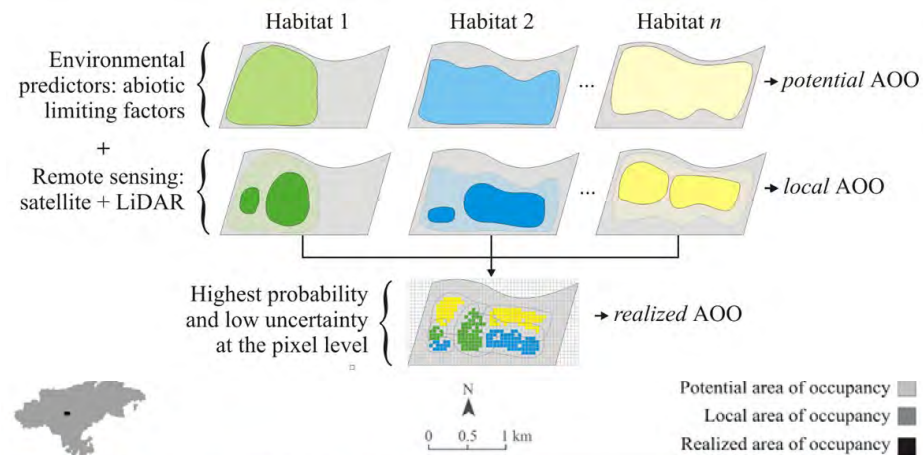 Habitat 1 Habitat 2 Habitat n
Environmental
predictors: abiotic
limiting factors
... potential AOO
+
Remote sensing:
satellite + LiDAR
... local AOO
Highest probability
and low uncertainty
at the pixel level
realized AOO
N
0 0.5 1 km
Potential area of occupancy
Local area of occupancy
Realized area of occupancy